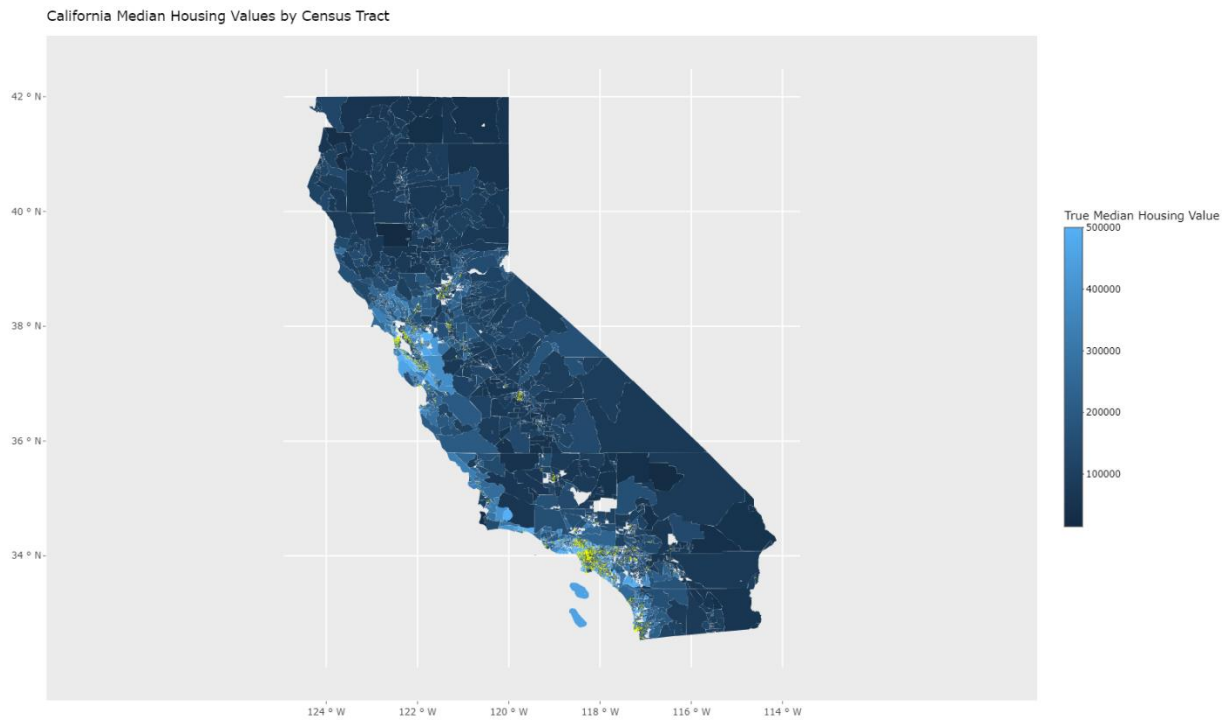 California Median Housing Values by Census Tract
42 ° N
40 ° N
38 ° N
36 ° N
34 ° N
124 ° W
122 ° W
120 ° W
118 ° W
116 ° W
114 ° W
True Median Housing Value
500000
400000
300000
200000
100000